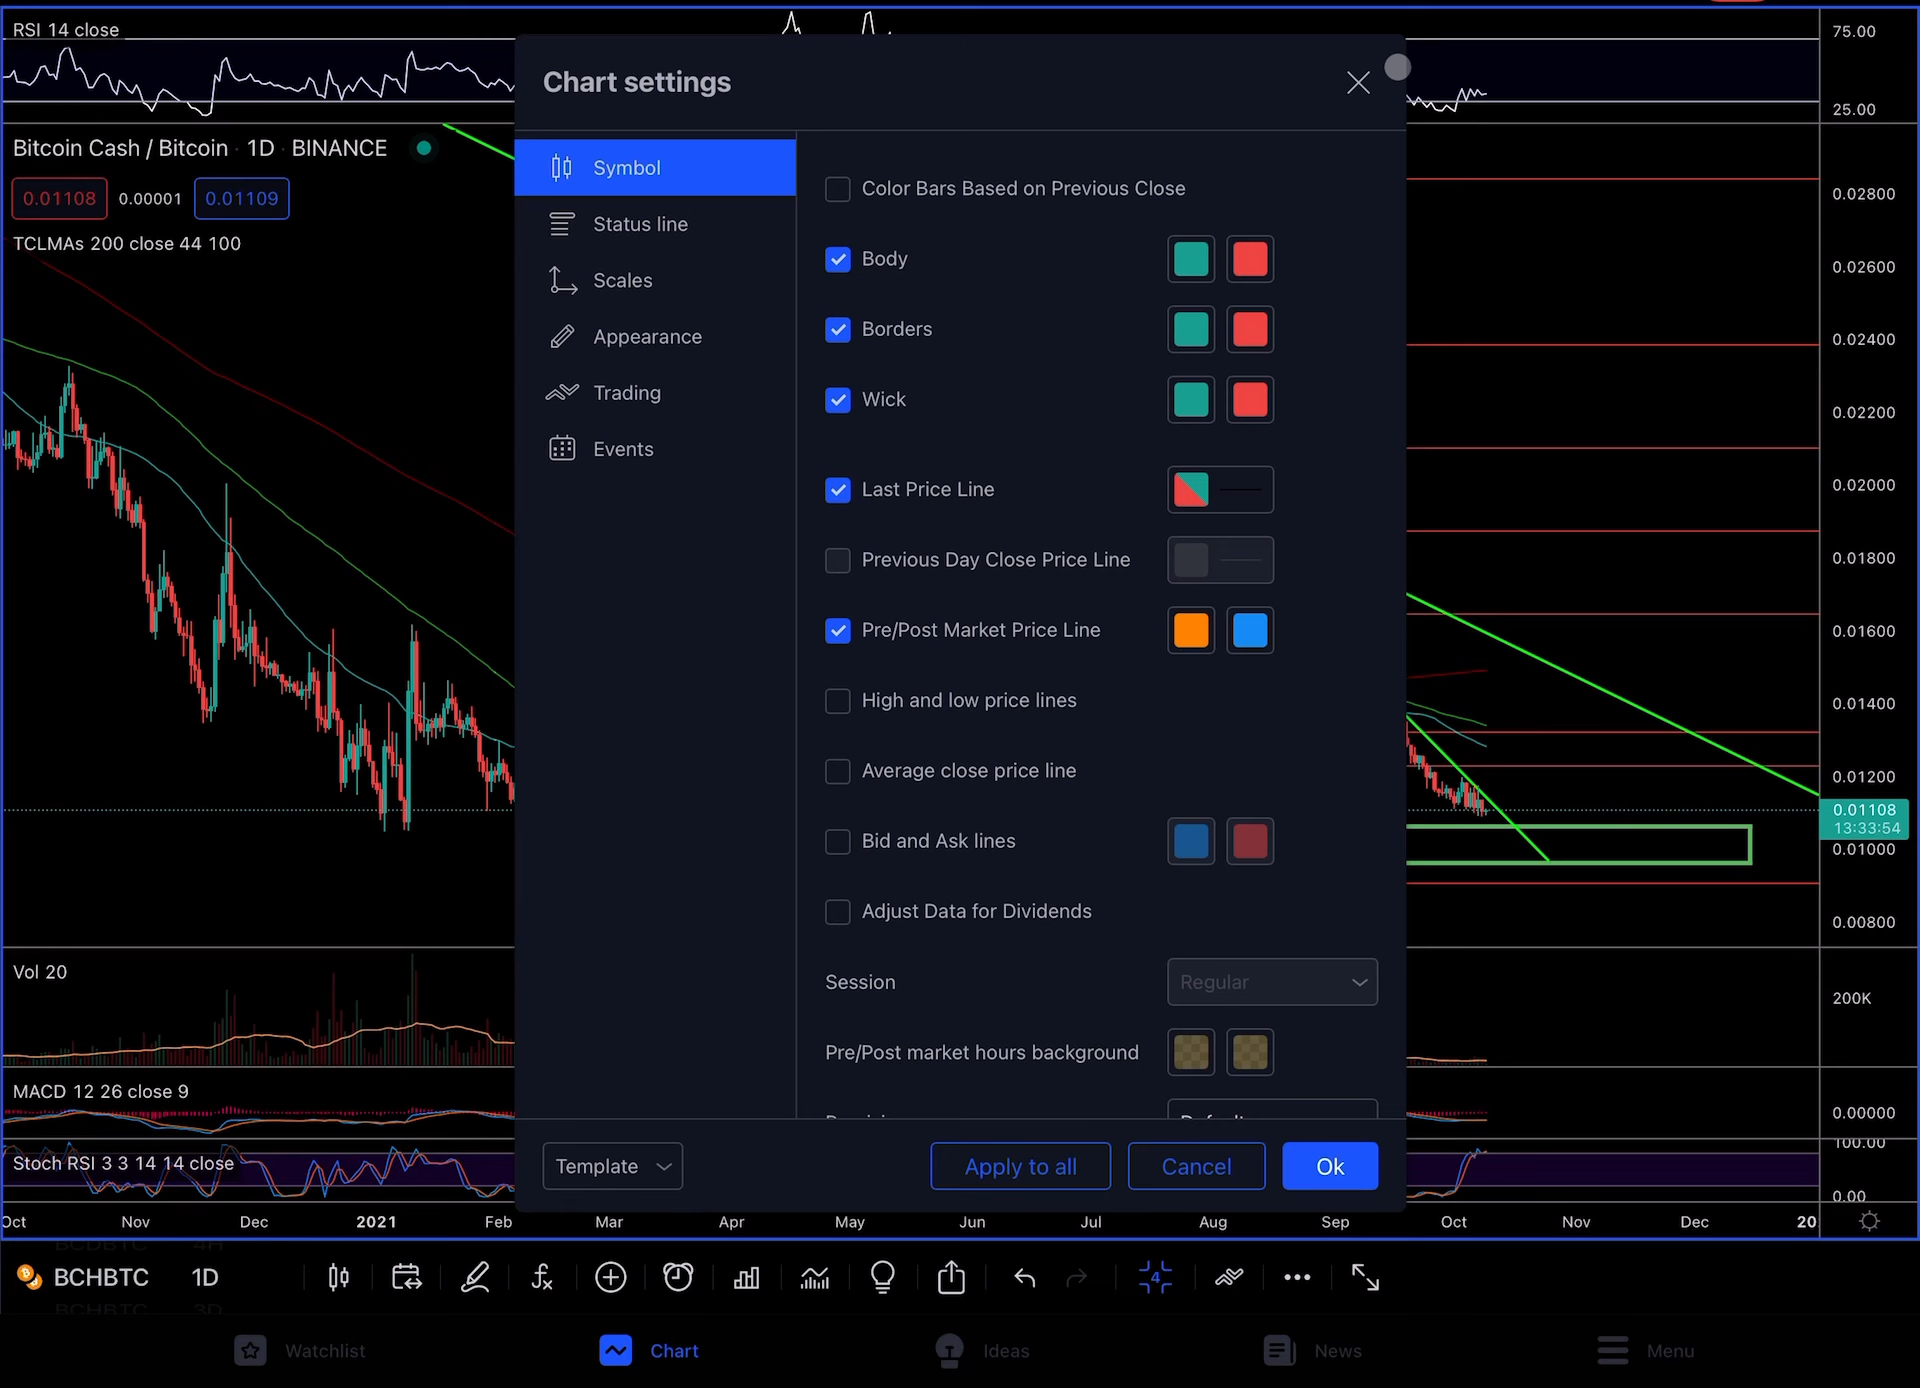 RSI 14 close
75.00
25.00
Chart settings
Bitcoin Cash / Bitcoin · 1D · BINANCE
0.01108 0.00001 0.01109
TCLMAs 200 close 44 100
Symbol
Status line
Scales
Appearance
Trading
Events
Color Bars Based on Previous Close
Body
Borders
Wick
Last Price Line
Previous Day Close Price Line
Pre/Post Market Price Line
High and low price lines
Average close price line
Bid and Ask lines
Adjust Data for Dividends
Session Regular
Pre/Post market hours background
Template
Apply to all
Cancel
Ok
0.02800
0.02600
0.02400
0.02200
0.02000
0.01800
0.01600
0.01400
0.01200
0.01108
13:33:54
0.01000
0.00800
Vol 20
200K
MACD 12 26 close 9
0.00000
Stoch RSI 3 3 14 14 close
100.00
0.00
Oct Nov Dec 2021 Feb Mar Apr May Jun Jul Aug Sep Oct Nov Dec 20
BCDBTC 4H
BCHBTC 1D
BCHBTC 3D
4
Watchlist
Chart
Ideas
News
Menu